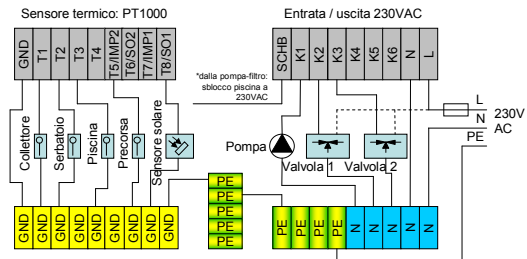 Sensore termico: PT1000
Entrata / uscita 230VAC
GND
T1
T2
T3
T4
T5/IMP2
T6/SO2
T7/IMP1
T8/SO1
SCHB
K1
K2
K3
K4
K5
K6
N
L
*dalla pompa-filtro:
sblocco piscina a
230VAC
L
N
PE
230V
AC
Collettore
Serbatoio
Piscina
Precorsa
Sensore solare
Pompa
Valvola 1
Valvola 2
PE
PE
PE
PE
PE
GND
GND
GND
GND
GND
GND
GND
GND
GND
PE
PE
PE
PE
N
N
N
N
N